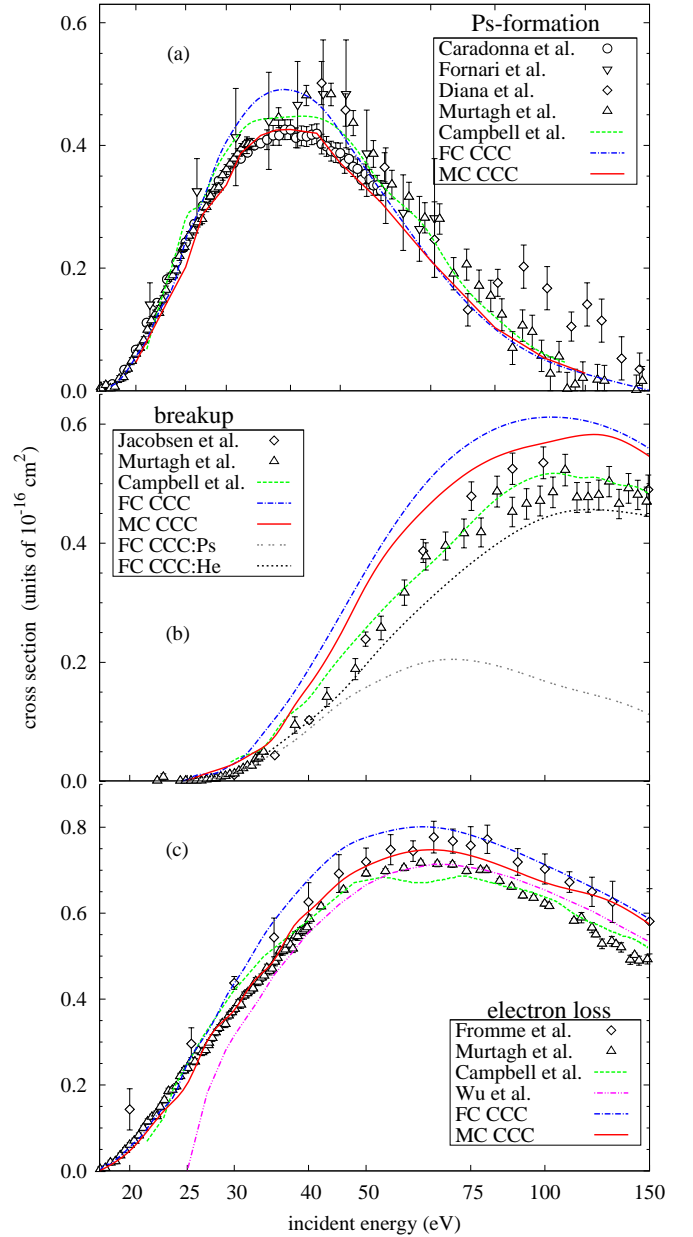 Ps-formation
(a)
Caradonna et al.
Fornari et al.
Diana et al.
Murtagh et al.
Campbell et al.
FC CCC
MC CCC
0.6
0.4
0.2
0.0
breakup
Jacobsen et al.
Murtagh et al.
Campbell et al.
FC CCC
MC CCC
FC CCC:Ps
FC CCC:He
(b)
0.6
0.4
0.2
0.0
cross section (units of 10⁻¹⁶ cm²)
(c)
electron loss
Fromme et al.
Murtagh et al.
Campbell et al.
Wu et al.
FC CCC
MC CCC
0.8
0.6
0.4
0.2
0.0
20 25 30 40 50 75 100 150
incident energy (eV)